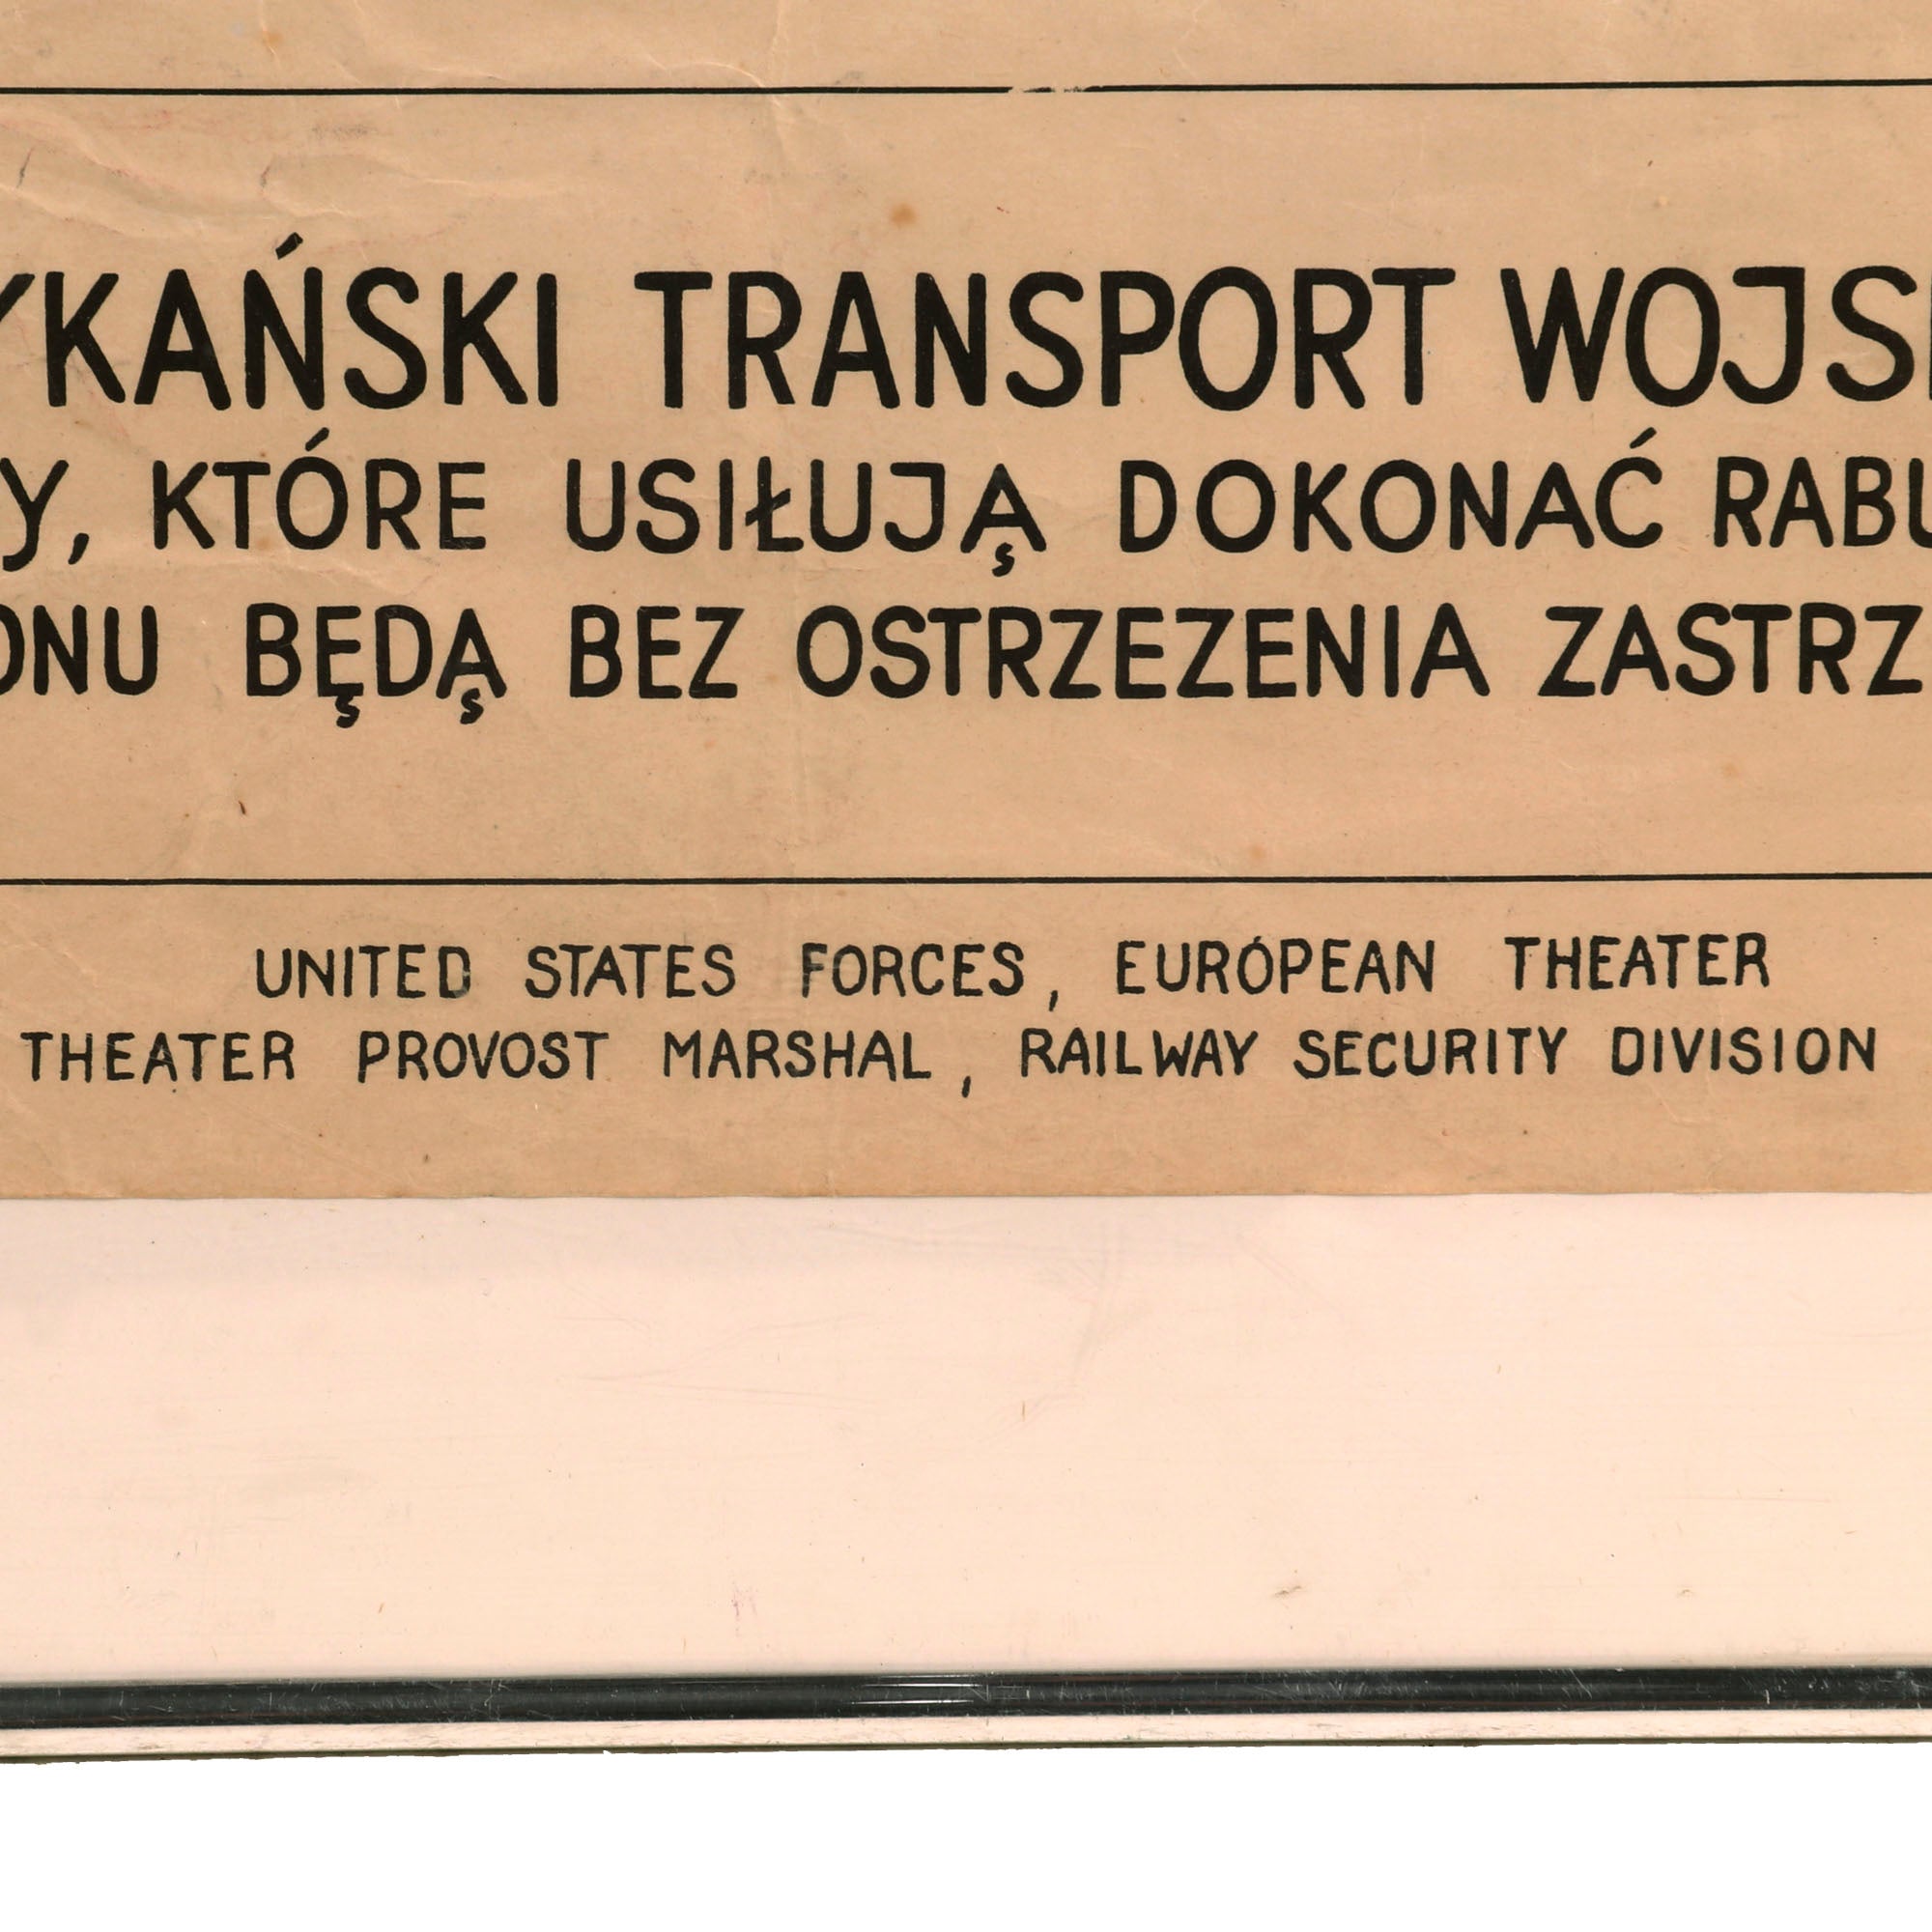 YKAŃSKI TRANSPORT WOJS
Y, KTÓRE USIŁUJĄ DOKONAĆ RABU
ONU BĘDĄ BEZ OSTRZEZENIA ZASTRZ
UNITED STATES FORCES, EURÓPEAN THEATER
THEATER PROVOST MARSHAL, RAILWAY SECURITY DIVISION